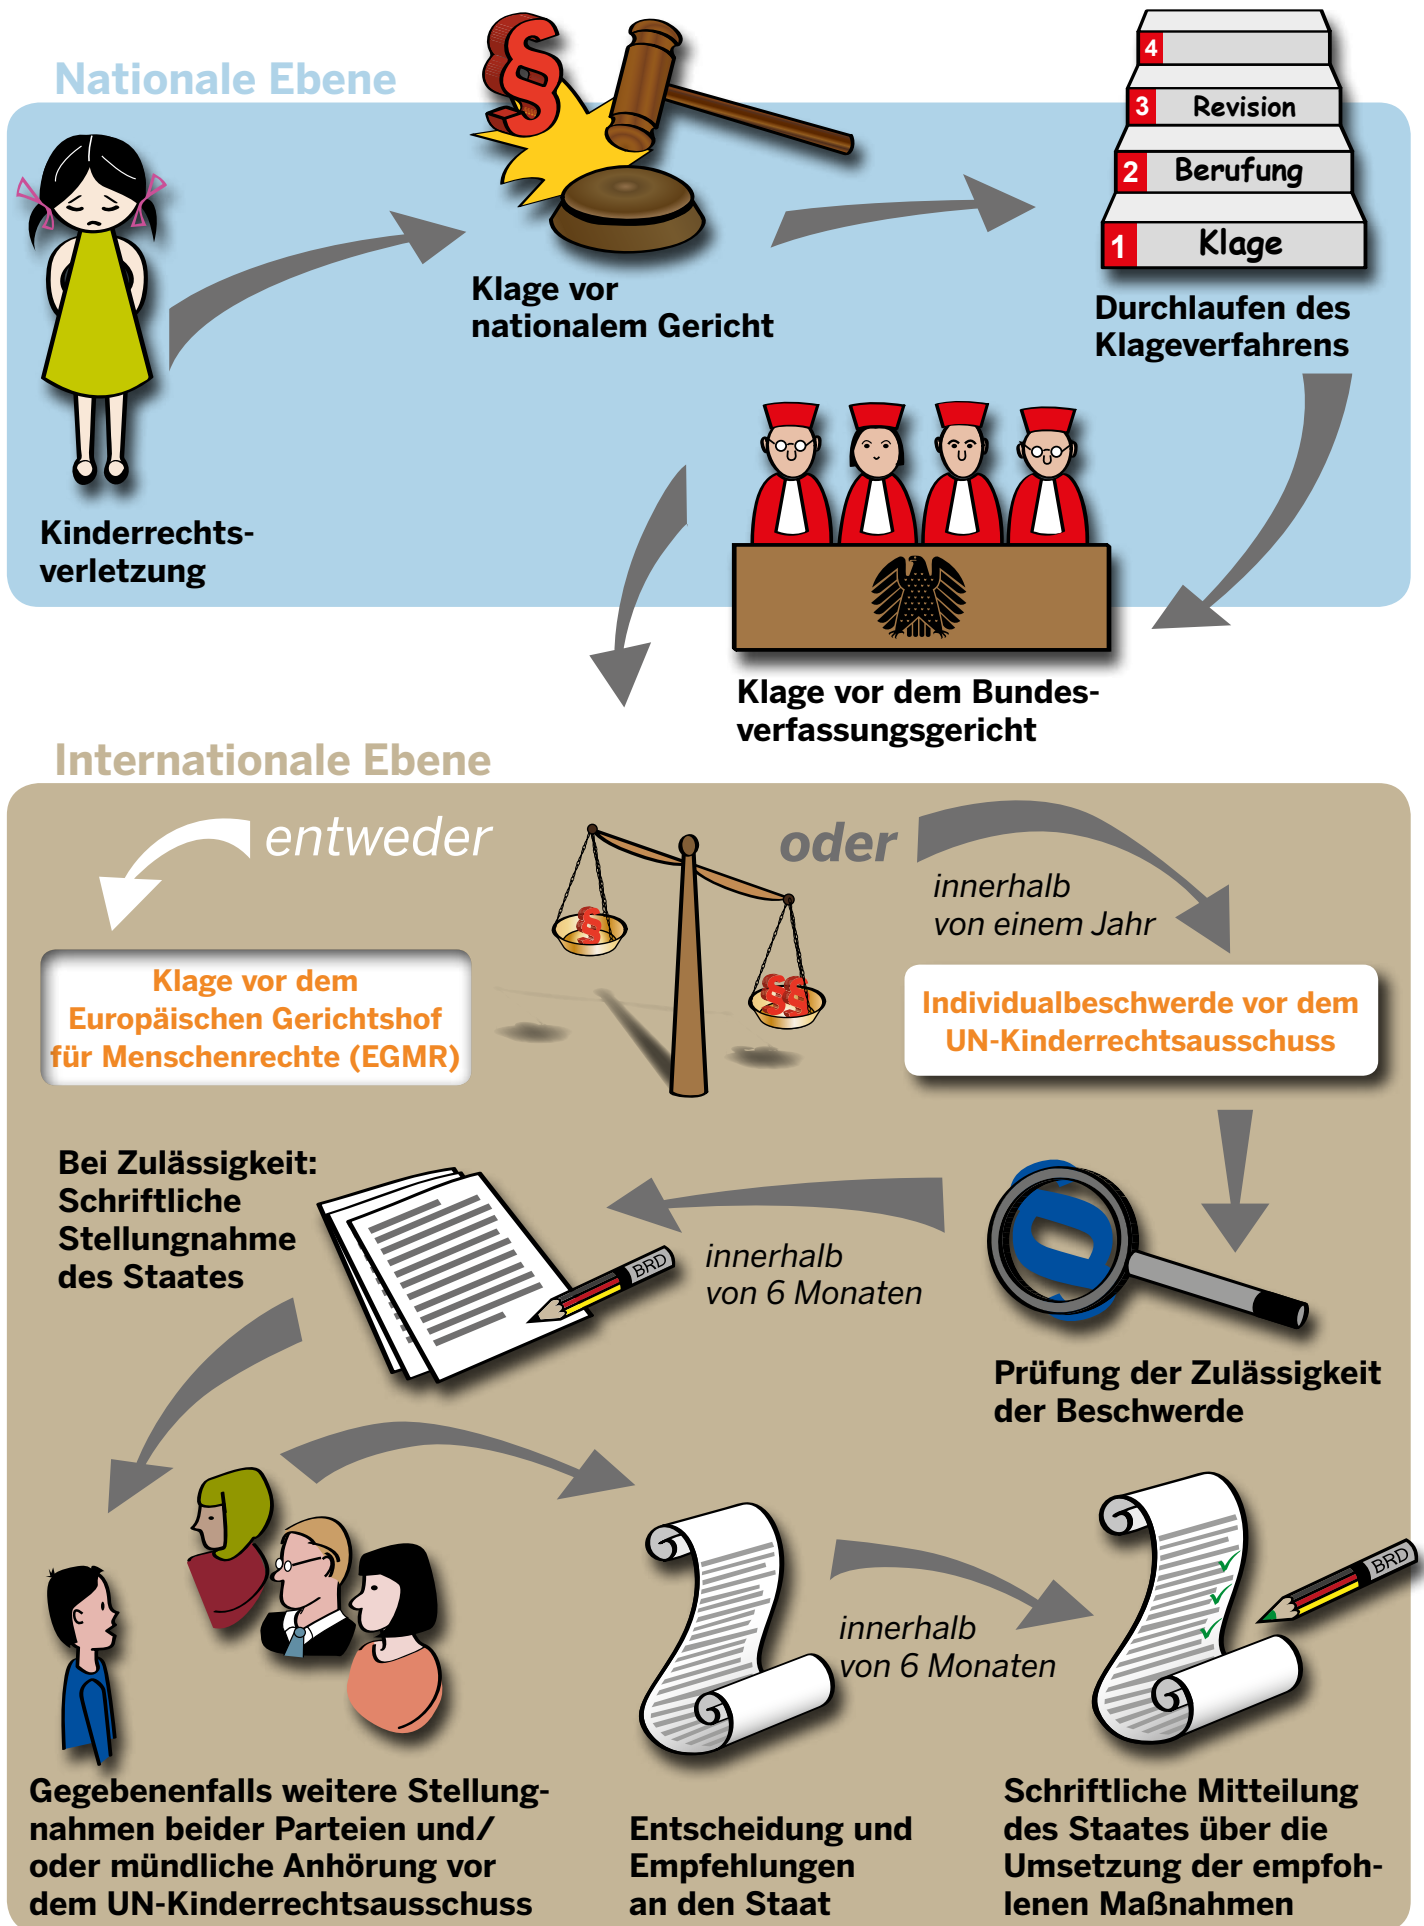 Nationale Ebene
4
3 Revision
2 Berufung
1 Klage
Klage vor
nationalem Gericht
Durchlaufen des
Klageverfahrens
Kinderrechts-
verletzung
Klage vor dem Bundes-
verfassungsgericht
Internationale Ebene
entweder
oder
innerhalb
von einem Jahr
Klage vor dem
Europäischen Gerichtshof
für Menschenrechte (EGMR)
Individualbeschwerde vor dem
UN-Kinderrechtsausschuss
Bei Zulässigkeit:
Schriftliche
Stellungnahme
des Staates
BRD
innerhalb
von 6 Monaten
Prüfung der Zulässigkeit
der Beschwerde
BRD
innerhalb
von 6 Monaten
Gegebenenfalls weitere Stellung-
nahmen beider Parteien und/
oder mündliche Anhörung vor
dem UN-Kinderrechtsausschuss
Entscheidung und
Empfehlungen
an den Staat
Schriftliche Mitteilung
des Staates über die
Umsetzung der empfoh-
lenen Maßnahmen